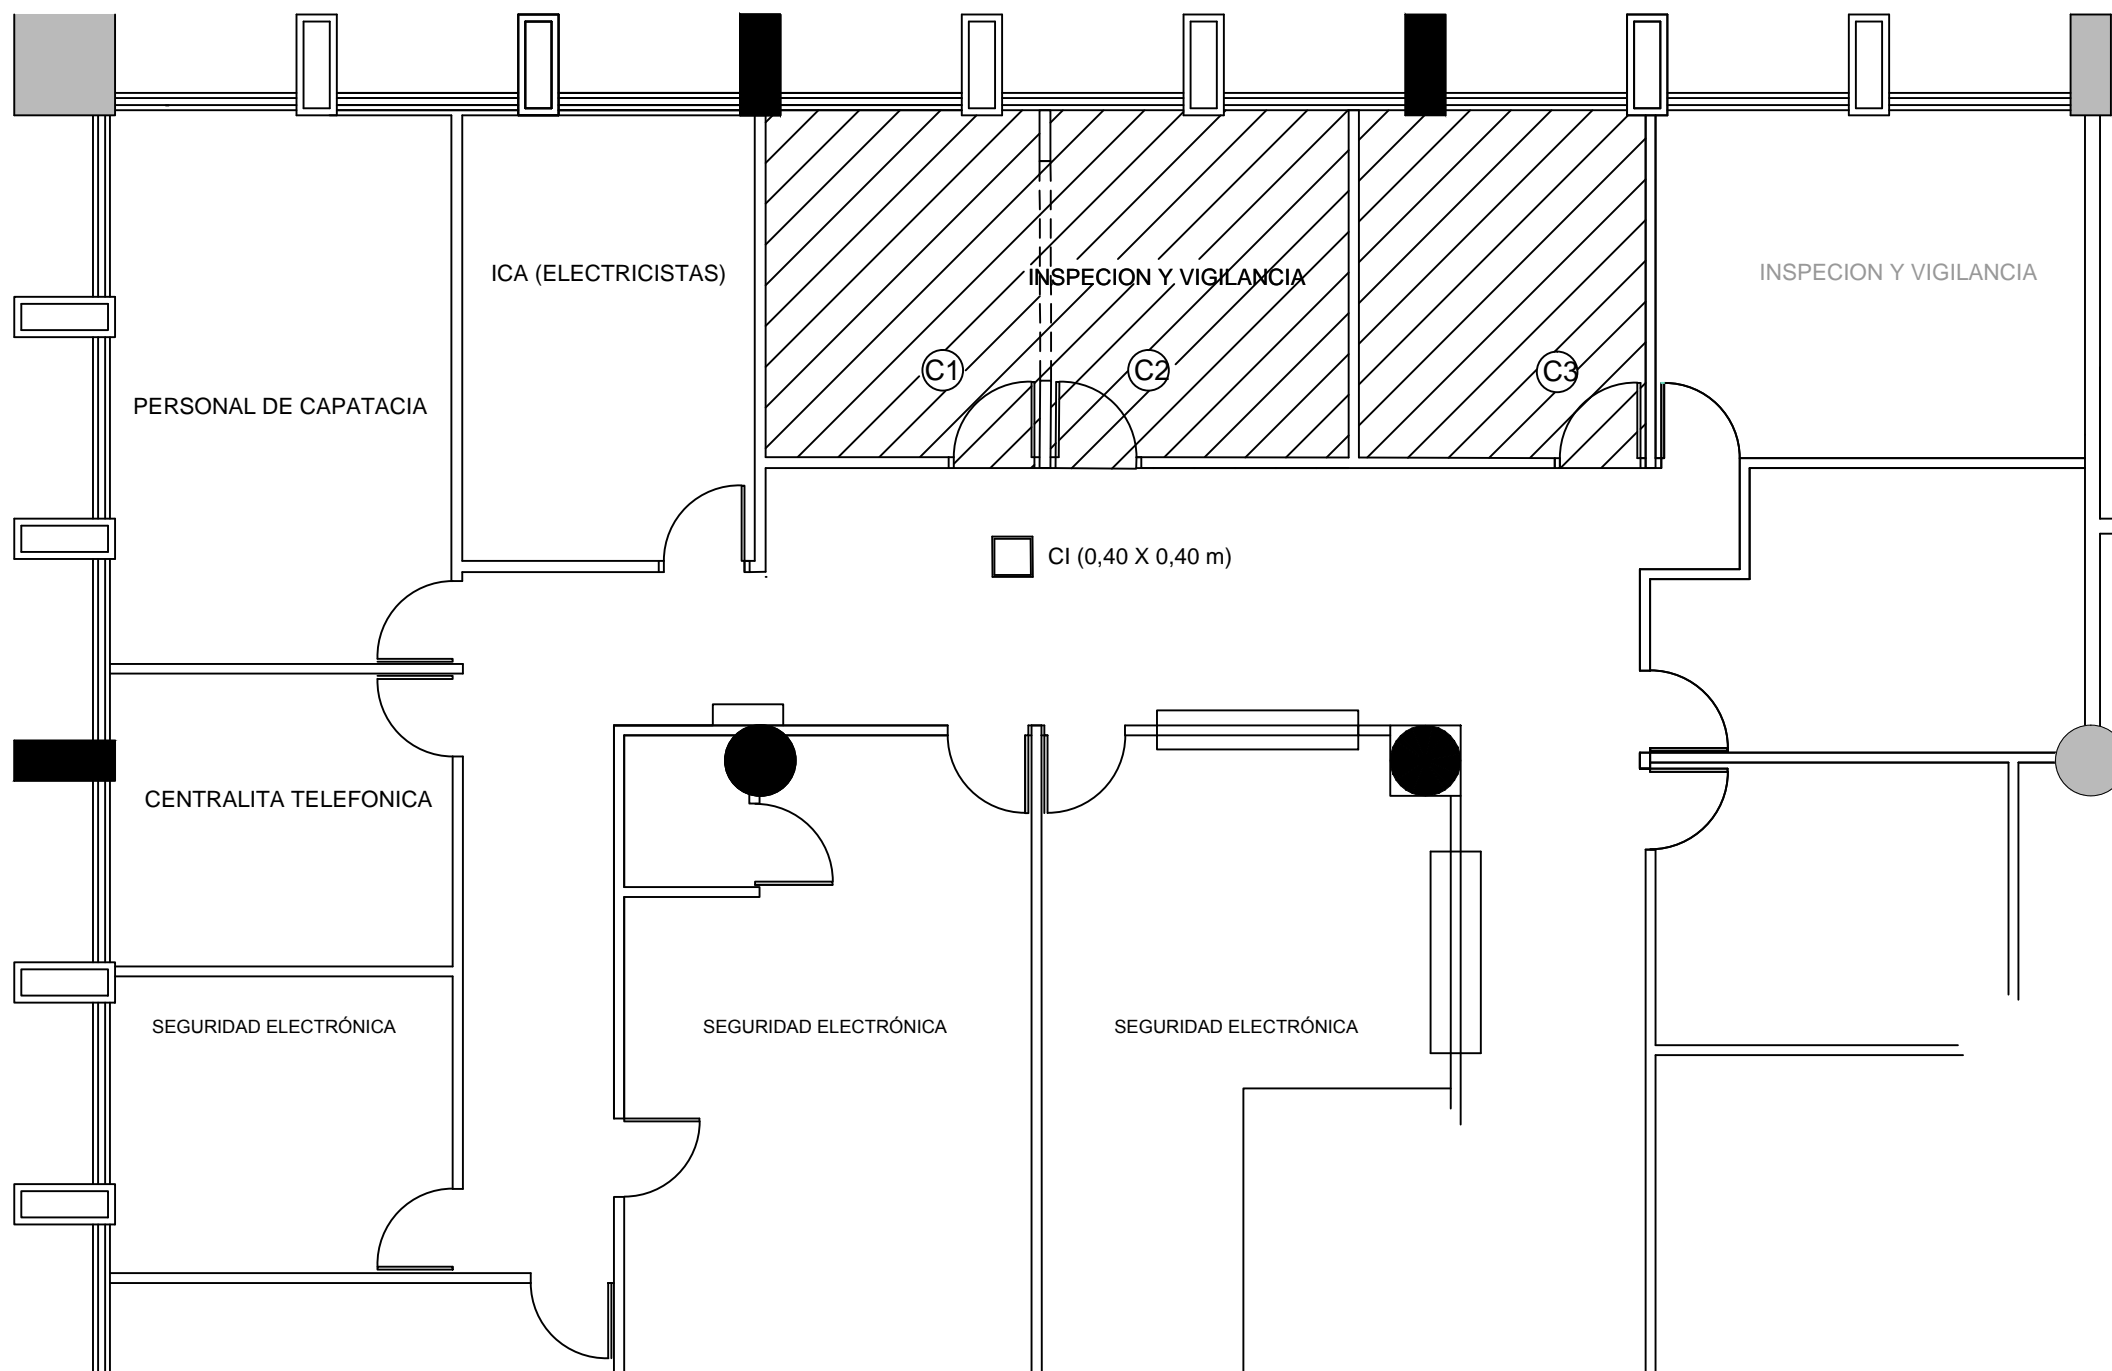 ICA (ELECTRICISTAS)
INSPECION Y VIGILANCIA
INSPECION Y VIGILANCIA
C1
C2
C3
PERSONAL DE CAPATACIA
CI (0,40 X 0,40 m)
CENTRALITA TELEFONICA
SEGURIDAD ELECTRÓNICA
SEGURIDAD ELECTRÓNICA
SEGURIDAD ELECTRÓNICA